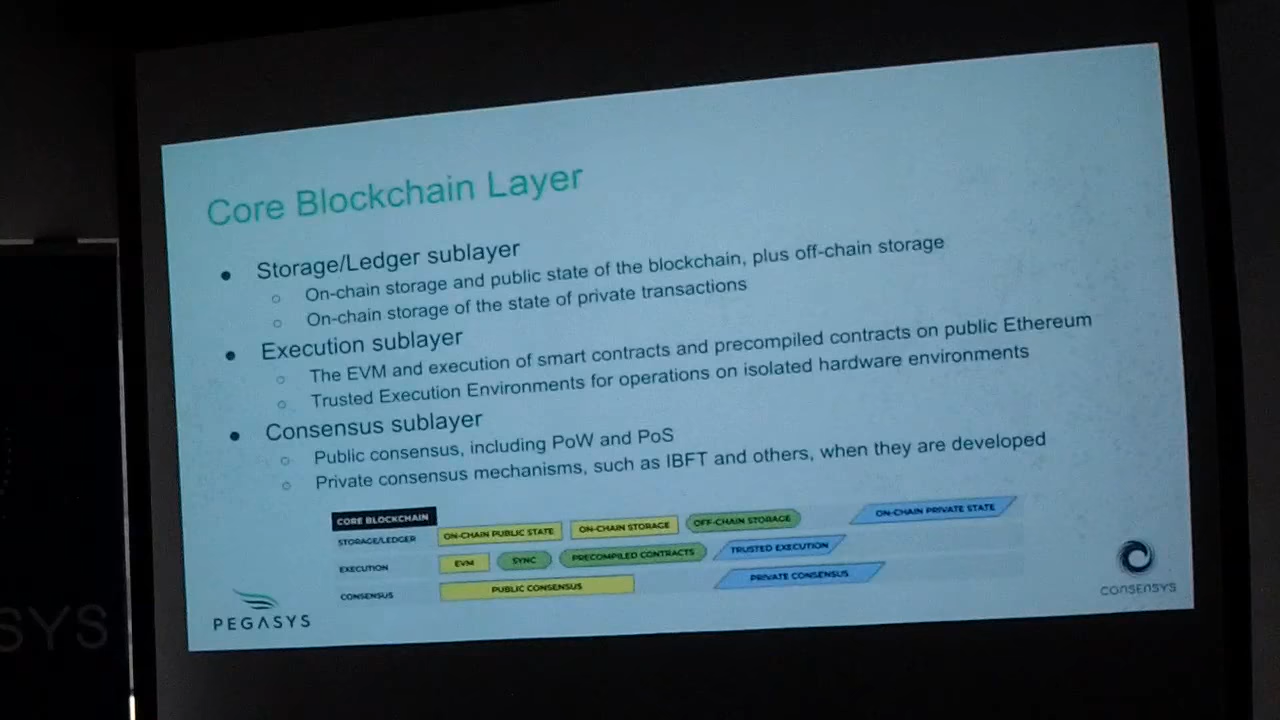 Core Blockchain Layer
● Storage/Ledger sublayer
○ On-chain storage and public state of the blockchain, plus off-chain storage
○ On-chain storage of the state of private transactions
● Execution sublayer
○ The EVM and execution of smart contracts and precompiled contracts on public Ethereum
○ Trusted Execution Environments for operations on isolated hardware environments
● Consensus sublayer
○ Public consensus, including PoW and PoS
○ Private consensus mechanisms, such as IBFT and others, when they are developed
CORE BLOCKCHAIN
STORAGE/LEDGER ON-CHAIN PUBLIC STATE ON-CHAIN STORAGE OFF-CHAIN STORAGE ON-CHAIN PRIVATE STATE
EXECUTION EVM SYNC PRECOMPILED CONTRACTS TRUSTED EXECUTION
CONSENSUS PUBLIC CONSENSUS PRIVATE CONSENSUS
PEGASYS
CONSENSYS
SYS